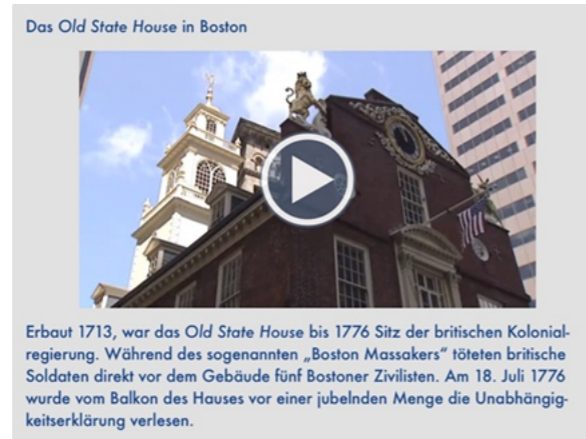 Das Old State House in Boston
Erbaut 1713, war das Old State House bis 1776 Sitz der britischen Kolonial-
regierung. Während des sogenannten „Boston Massakers“ töteten britische
Soldaten direkt vor dem Gebäude fünf Bostoner Zivilisten. Am 18. Juli 1776
wurde vom Balkon des Hauses vor einer jubelnden Menge die Unabhängig-
keitserklärung verlesen.